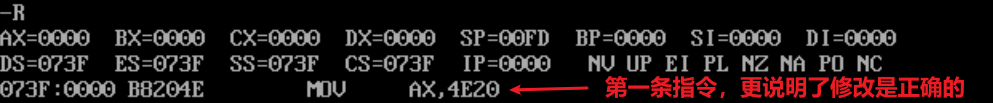 -R
AX=0000 BX=0000 CX=0000 DX=0000 SP=00FD BP=0000 SI=0000 DI=0000
DS=073F ES=073F SS=073F CS=073F IP=0000 NV UP EI PL NZ NA PO NC
073F:0000 B8204E MOV AX,4E20 第一条指令，更说明了修改是正确的